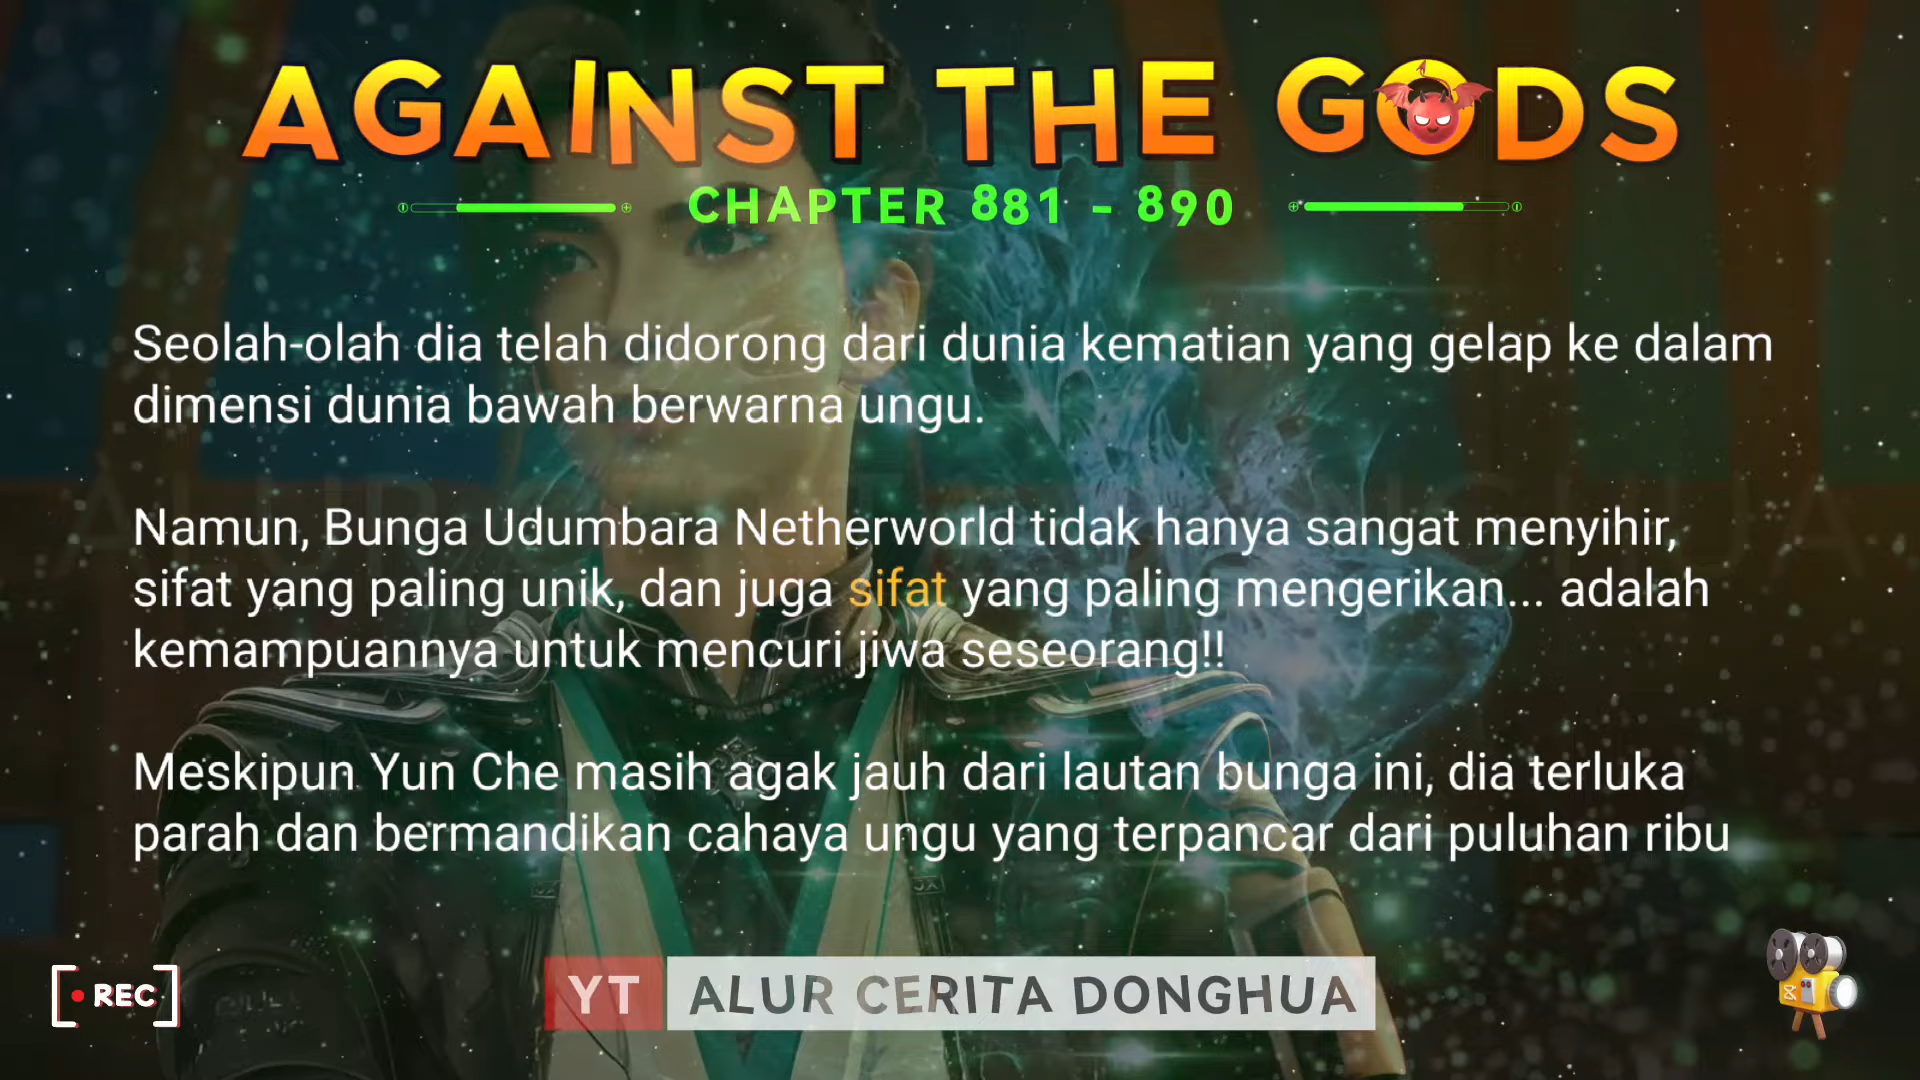 AGAINST THE GODS
CHAPTER 881 - 890
Seolah-olah dia telah didorong dari dunia kematian yang gelap ke dalam
dimensi dunia bawah berwarna ungu.
Namun, Bunga Udumbara Netherworld tidak hanya sangat menyihir,
sifat yang paling unik, dan juga sifat yang paling mengerikan... adalah
kemampuannya untuk mencuri jiwa seseorang!!
Meskipun Yun Che masih agak jauh dari lautan bunga ini, dia terluka
parah dan bermandikan cahaya ungu yang terpancar dari puluhan ribu
REC
YT ALUR CERITA DONGHUA